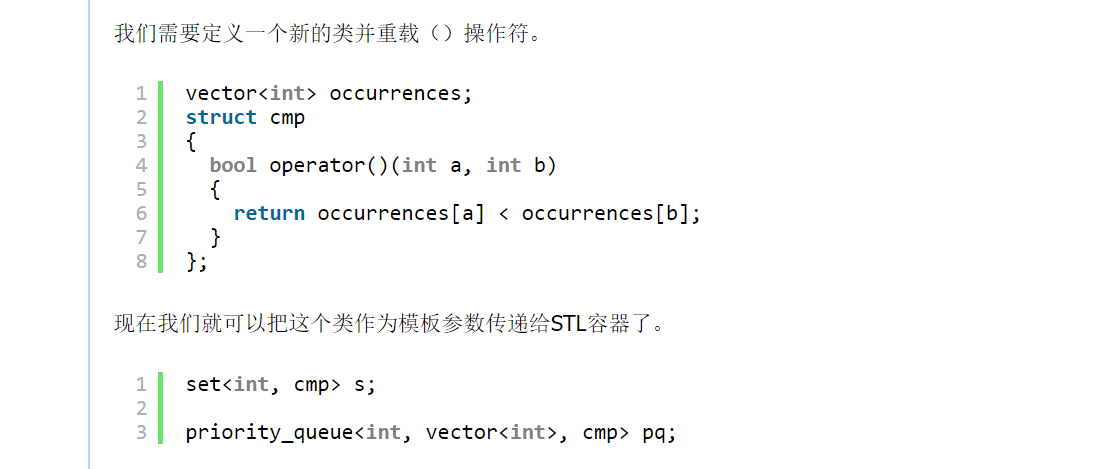 我们需要定义一个新的类并重载（）操作符。
1 vector<int> occurrences;
2 struct cmp
3 {
4   bool operator()(int a, int b)
5   {
6     return occurrences[a] < occurrences[b];
7   }
8 };
现在我们就可以把这个类作为模板参数传递给STL容器了。
1 set<int, cmp> s;
2
3 priority_queue<int, vector<int>, cmp> pq;